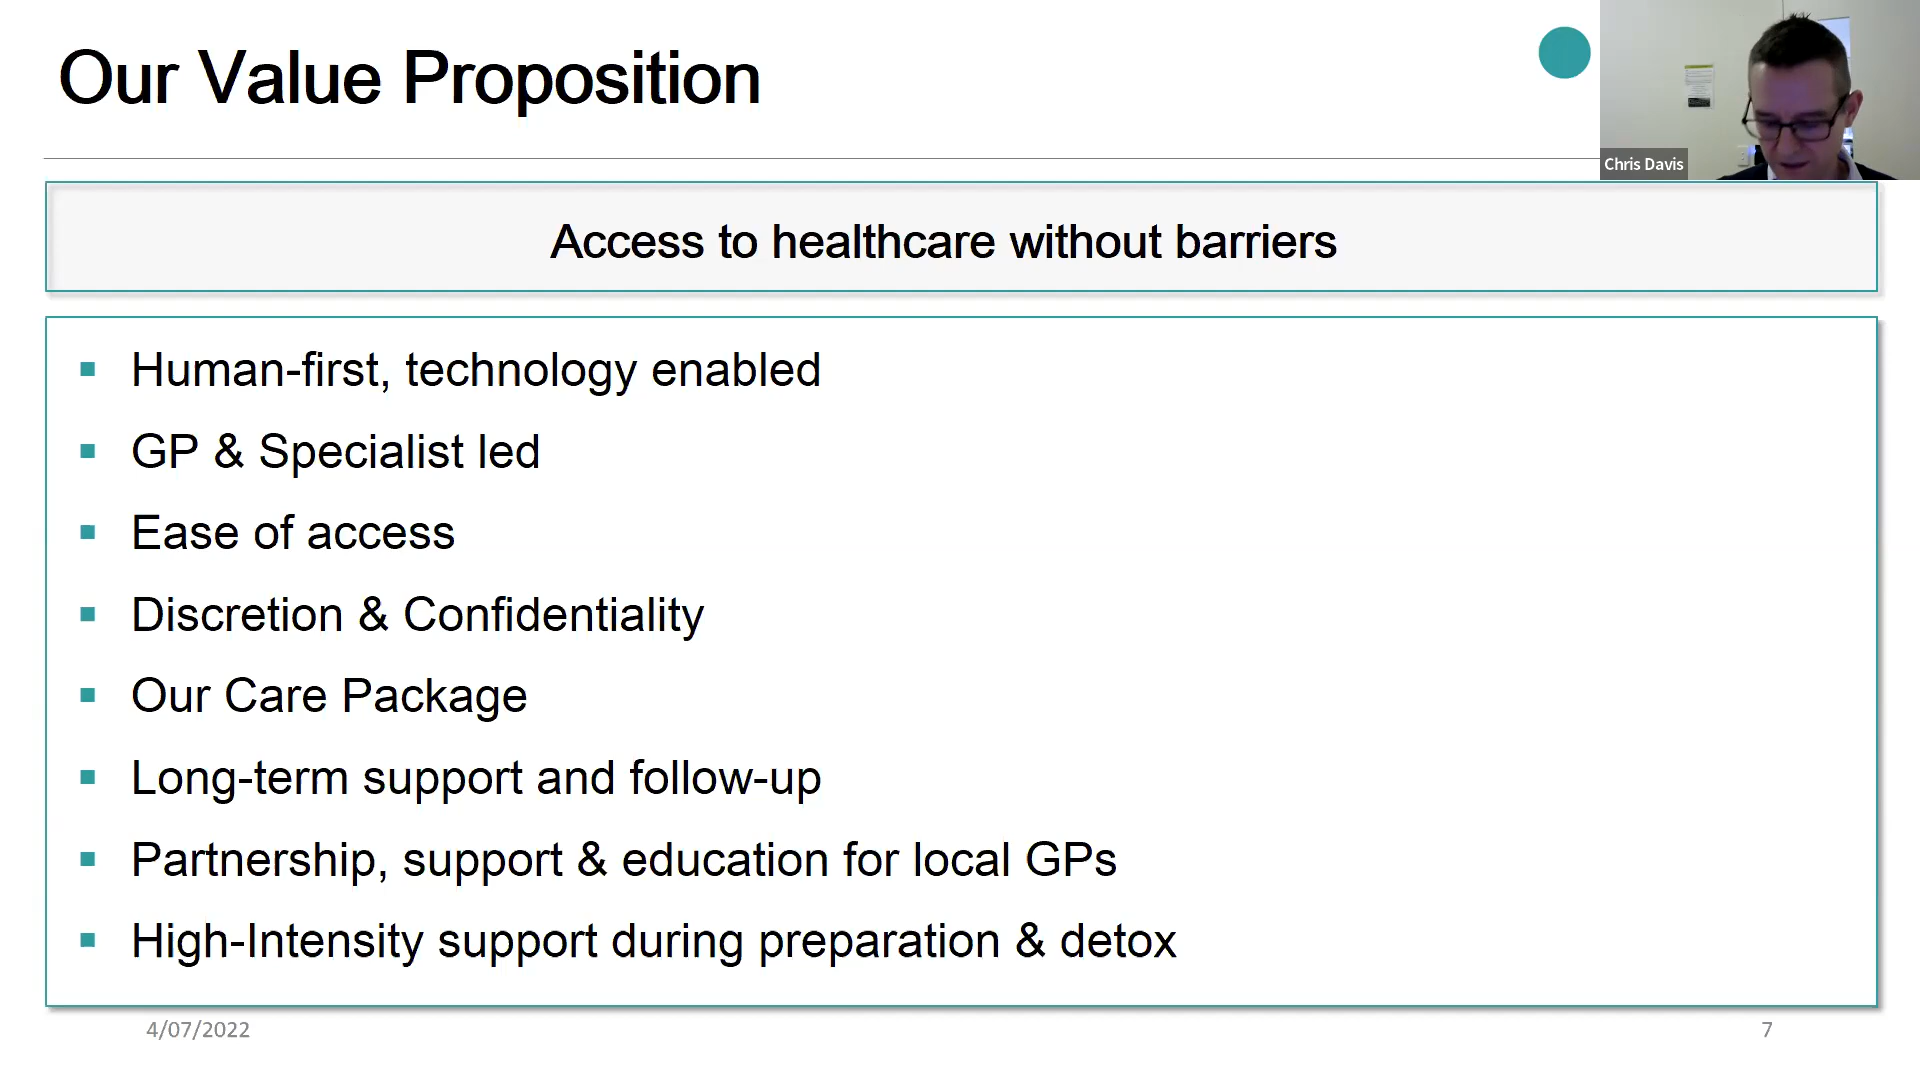 Our Value Proposition
Chris Davis
Access to healthcare without barriers
Human-first, technology enabled
GP & Specialist led
Ease of access
Discretion & Confidentiality
Our Care Package
Long-term support and follow-up
Partnership, support & education for local GPs
High-Intensity support during preparation & detox
4/07/2022
7